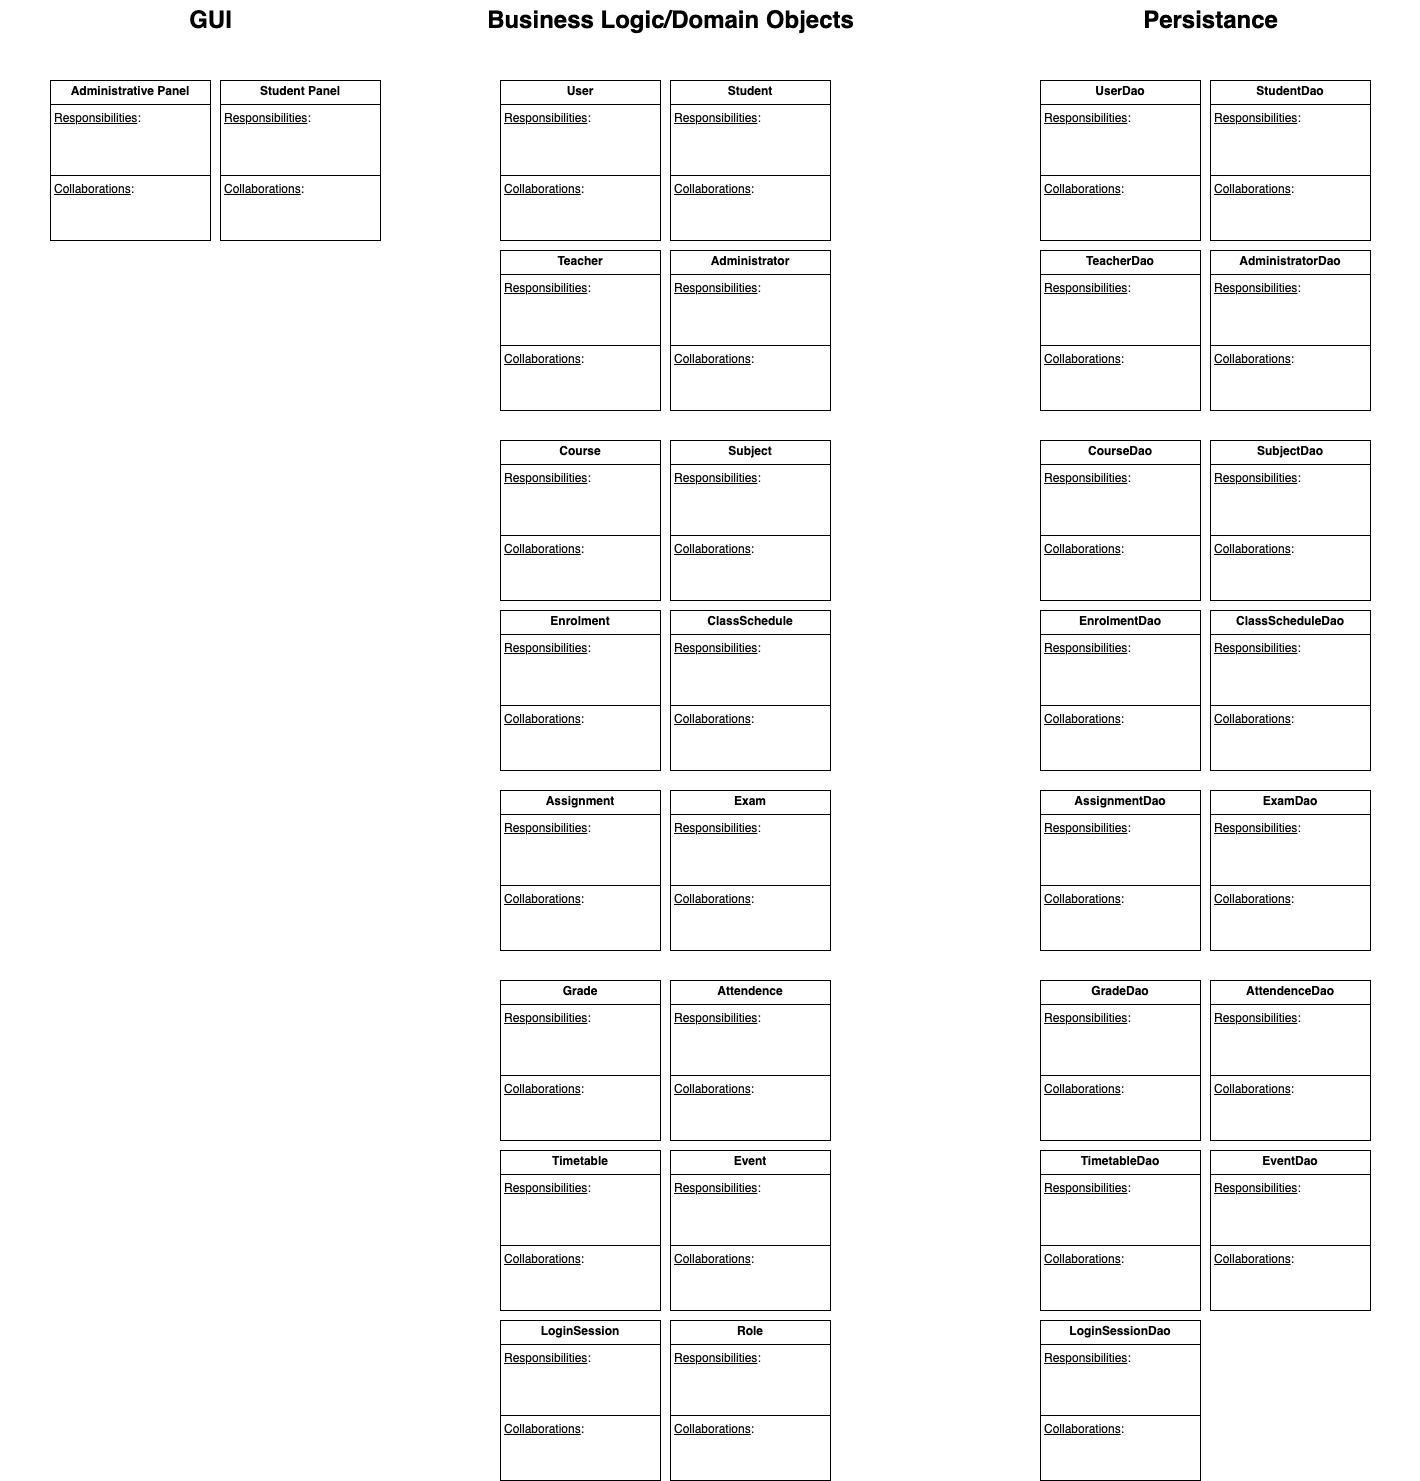 GUI
Business Logic/Domain Objects
Persistance
Administrative Panel
Responsibilities:
Collaborations:
Student Panel
Responsibilities:
Collaborations:
User
Responsibilities:
Collaborations:
Student
Responsibilities:
Collaborations:
Teacher
Responsibilities:
Collaborations:
Administrator
Responsibilities:
Collaborations:
Course
Responsibilities:
Collaborations:
Subject
Responsibilities:
Collaborations:
Enrolment
Responsibilities:
Collaborations:
ClassSchedule
Responsibilities:
Collaborations:
Assignment
Responsibilities:
Collaborations:
Exam
Responsibilities:
Collaborations:
Grade
Responsibilities:
Collaborations:
Attendence
Responsibilities:
Collaborations:
Timetable
Responsibilities:
Collaborations:
Event
Responsibilities:
Collaborations:
LoginSession
Responsibilities:
Collaborations:
Role
Responsibilities:
Collaborations:
UserDao
Responsibilities:
Collaborations:
StudentDao
Responsibilities:
Collaborations:
TeacherDao
Responsibilities:
Collaborations:
AdministratorDao
Responsibilities:
Collaborations:
CourseDao
Responsibilities:
Collaborations:
SubjectDao
Responsibilities:
Collaborations:
EnrolmentDao
Responsibilities:
Collaborations:
ClassScheduleDao
Responsibilities:
Collaborations:
AssignmentDao
Responsibilities:
Collaborations:
ExamDao
Responsibilities:
Collaborations:
GradeDao
Responsibilities:
Collaborations:
AttendenceDao
Responsibilities:
Collaborations:
TimetableDao
Responsibilities:
Collaborations:
EventDao
Responsibilities:
Collaborations:
LoginSessionDao
Responsibilities:
Collaborations: